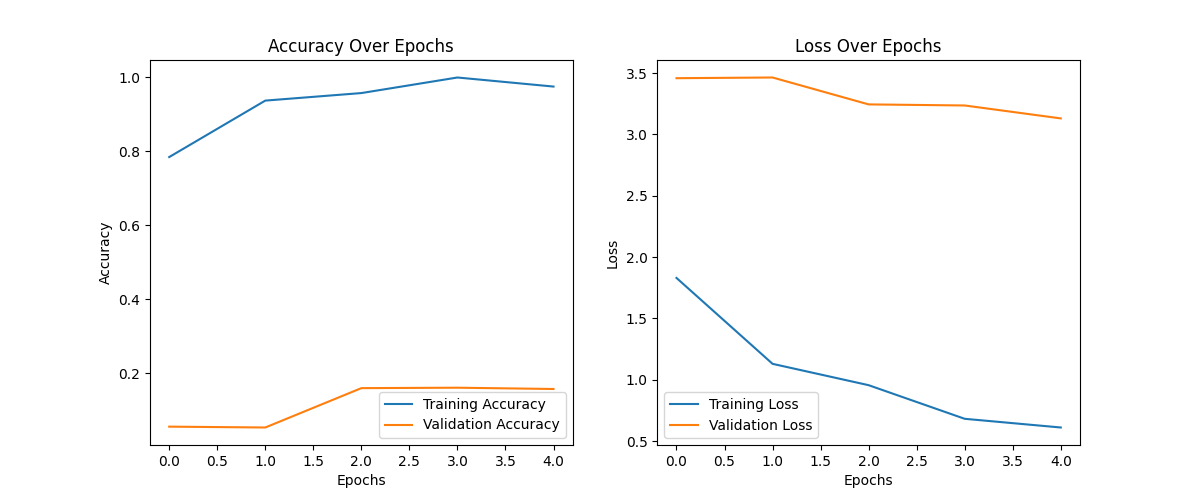 Accuracy Over Epochs
Accuracy
1.0
0.8
0.6
0.4
0.2
0.0 0.5 1.0 1.5 2.0 2.5 3.0 3.5 4.0
Epochs
Training Accuracy
Validation Accuracy
Loss Over Epochs
Loss
3.5
3.0
2.5
2.0
1.5
1.0
0.5
0.0 0.5 1.0 1.5 2.0 2.5 3.0 3.5 4.0
Epochs
Training Loss
Validation Loss